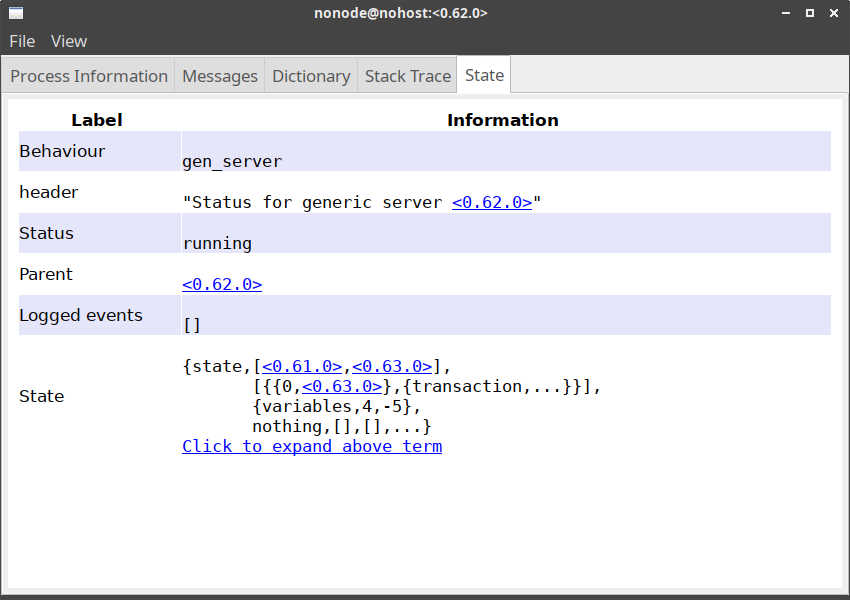 nonode@nohost:<0.62.0>
File View
Process Information Messages Dictionary Stack Trace State
Label Information
Behaviour gen_server
header "Status for generic server <0.62.0>"
Status running
Parent <0.62.0>
Logged events []
State {state,[<0.61.0>,<0.63.0>],
[{{0,<0.63.0>},{transaction,...}}],
{variables,4,-5},
nothing,[],[],...}
Click to expand above term